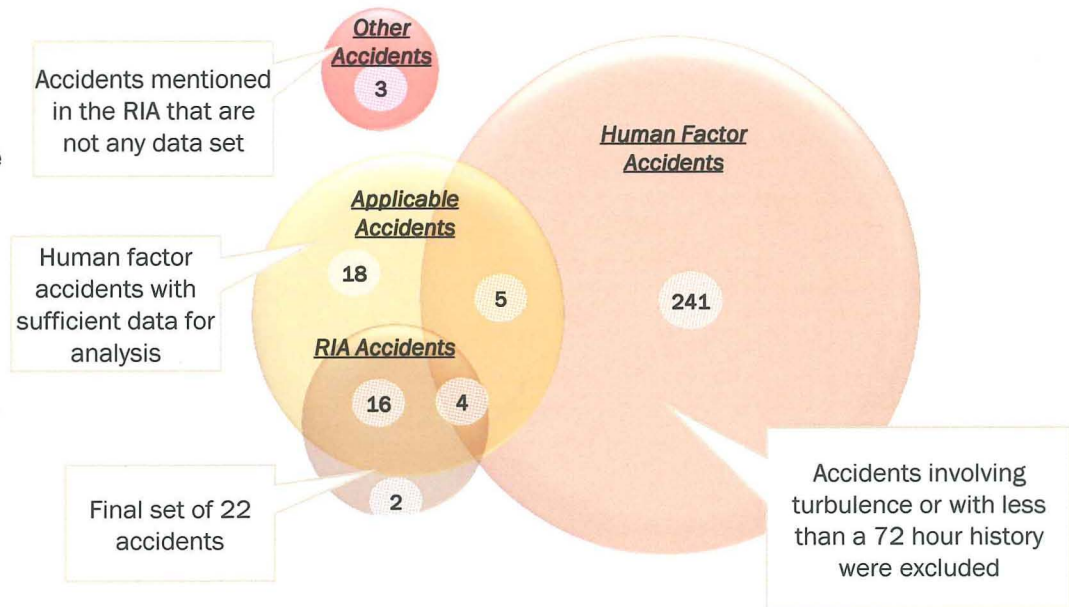 Other
Accidents
3
Accidents mentioned
in the RIA that are
not any data set
e
Human Factor
Accidents
241
Applicable
Accidents
18
5
Human factor
accidents with
sufficient data for
analysis
RIA Accidents
16
4
2
Final set of 22
accidents
Accidents involving
turbulence or with less
than a 72 hour history
were excluded